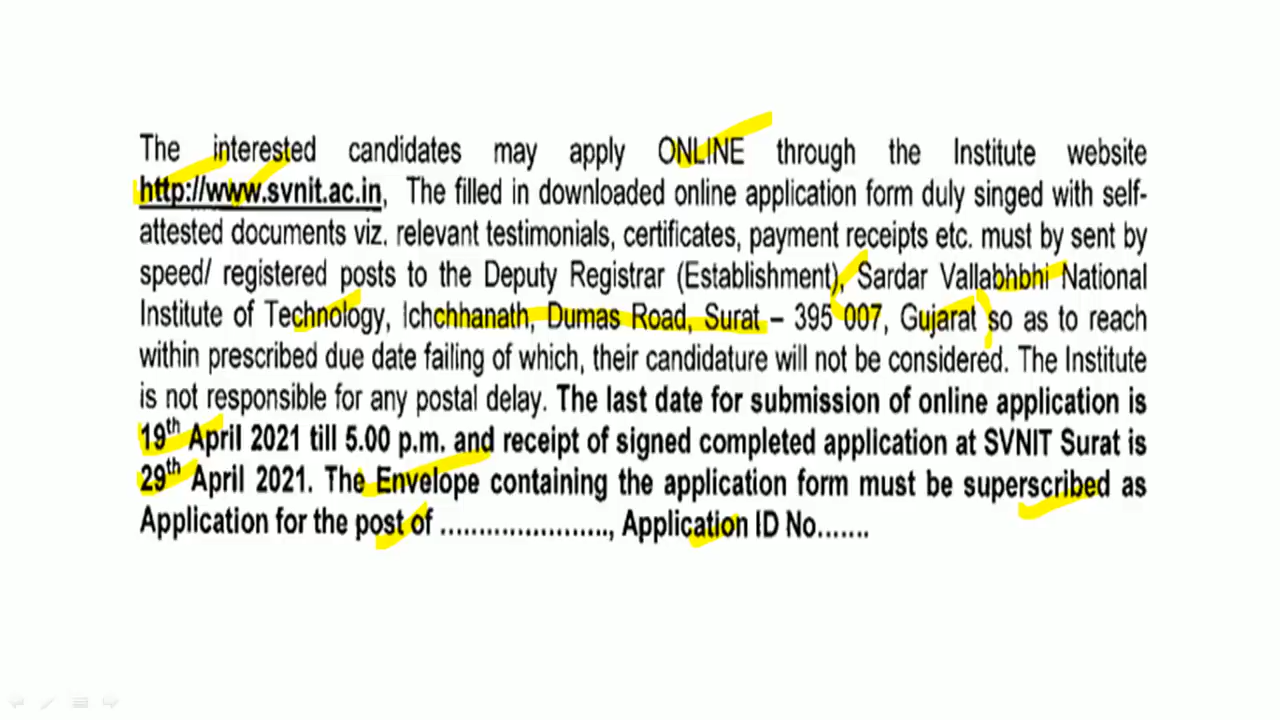 The interested candidates may apply ONLINE through the Institute website
http://www.svnit.ac.in, The filled in downloaded online application form duly singed with self-
attested documents viz. relevant testimonials, certificates, payment receipts etc. must by sent by
speed/ registered posts to the Deputy Registrar (Establishment), Sardar Vallabhbhi National
Institute of Technology, Ichchhanath, Dumas Road, Surat – 395 007, Gujarat so as to reach
within prescribed due date failing of which, their candidature will not be considered. The Institute
is not responsible for any postal delay. The last date for submission of online application is
19th April 2021 till 5.00 p.m. and receipt of signed completed application at SVNIT Surat is
29th April 2021. The Envelope containing the application form must be superscribed as
Application for the post of ......................, Application ID No.......